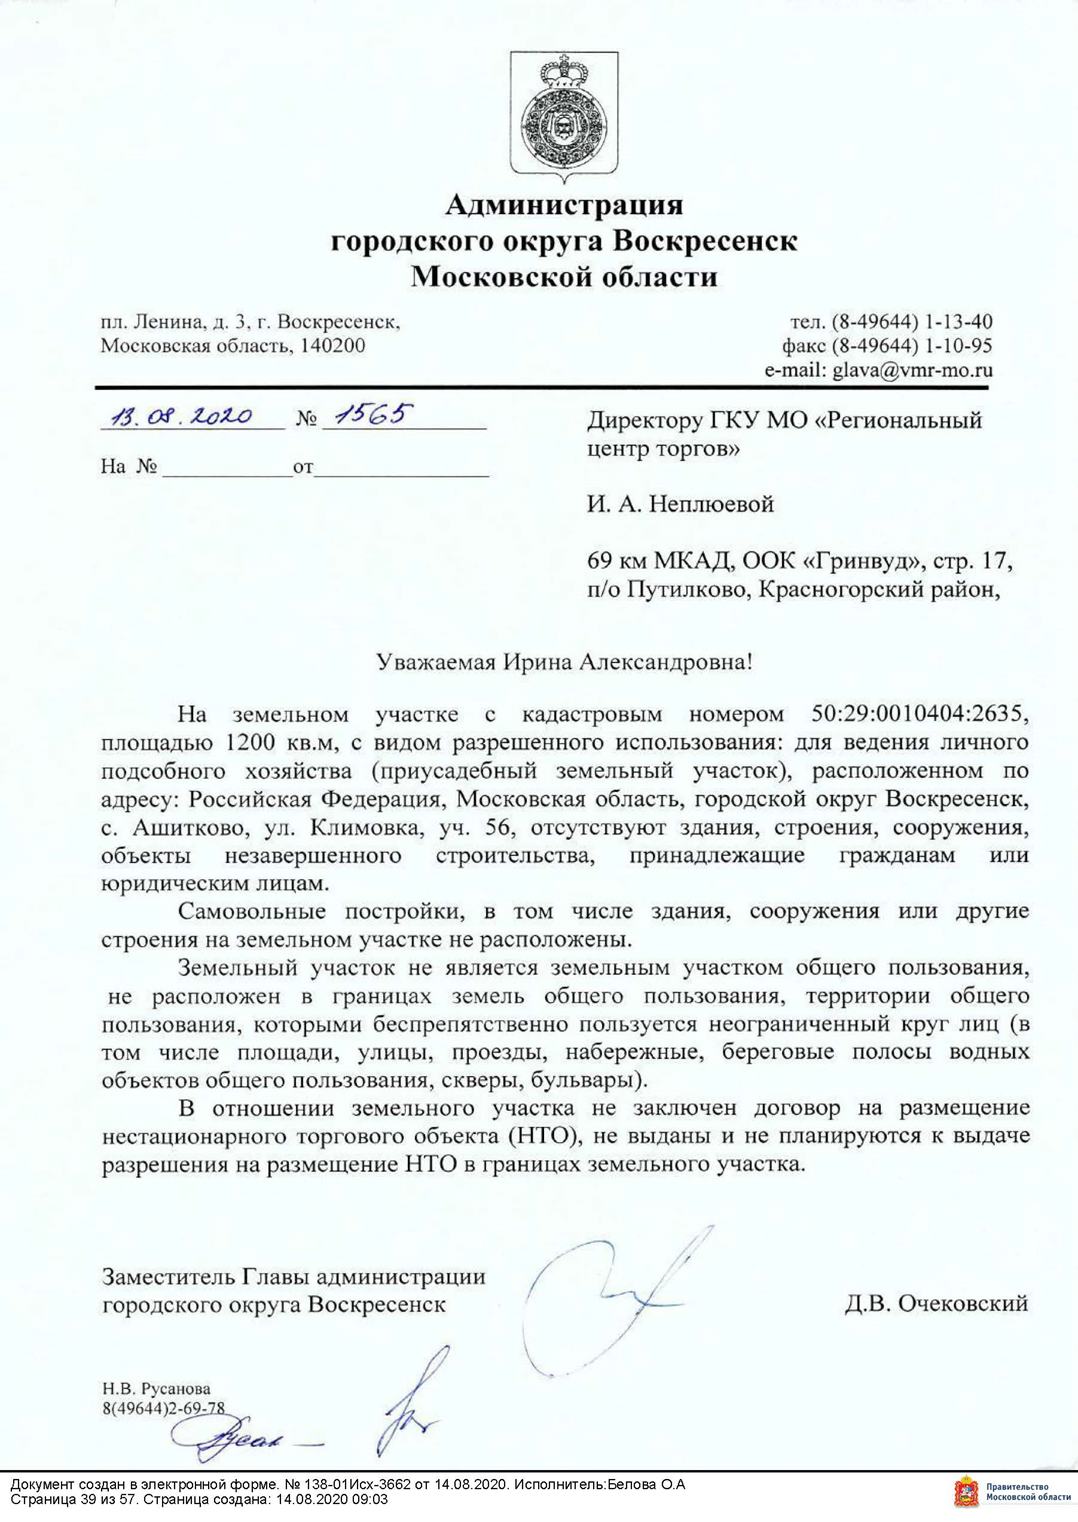 Администрация
городского округа Воскресенск
Московской области
пл. Ленина, д. 3, г. Воскресенск,
Московская область, 140200
тел. (8-49644) 1-13-40
факс (8-49644) 1-10-95
e-mail: glava@vmr-mo.ru
13.08.2020 № 1565
На № ____________от________________
Директору ГКУ МО «Региональный
центр торгов»
И. А. Неплюевой
69 км МКАД, ООК «Гринвуд», стр. 17,
п/о Путилково, Красногорский район,
Уважаемая Ирина Александровна!
На земельном участке с кадастровым номером 50:29:0010404:2635,
площадью 1200 кв.м, с видом разрешенного использования: для ведения личного
подсобного хозяйства (приусадебный земельный участок), расположенном по
адресу: Российская Федерация, Московская область, городской округ Воскресенск,
с. Ашитково, ул. Климовка, уч. 56, отсутствуют здания, строения, сооружения,
объекты незавершенного строительства, принадлежащие гражданам или
юридическим лицам.
Самовольные постройки, в том числе здания, сооружения или другие
строения на земельном участке не расположены.
Земельный участок не является земельным участком общего пользования,
не расположен в границах земель общего пользования, территории общего
пользования, которыми беспрепятственно пользуется неограниченный круг лиц (в
том числе площади, улицы, проезды, набережные, береговые полосы водных
объектов общего пользования, скверы, бульвары).
В отношении земельного участка не заключен договор на размещение
нестационарного торгового объекта (НТО), не выданы и не планируются к выдаче
разрешения на размещение НТО в границах земельного участка.
Заместитель Главы администрации
городского округа Воскресенск
Д.В. Очековский
Н.В. Русанова
8(49644)2-69-78
Документ создан в электронной форме. № 138-01Исх-3662 от 14.08.2020. Исполнитель:Белова О.А
Страница 39 из 57. Страница создана: 14.08.2020 09:03
Правительство
Московской области